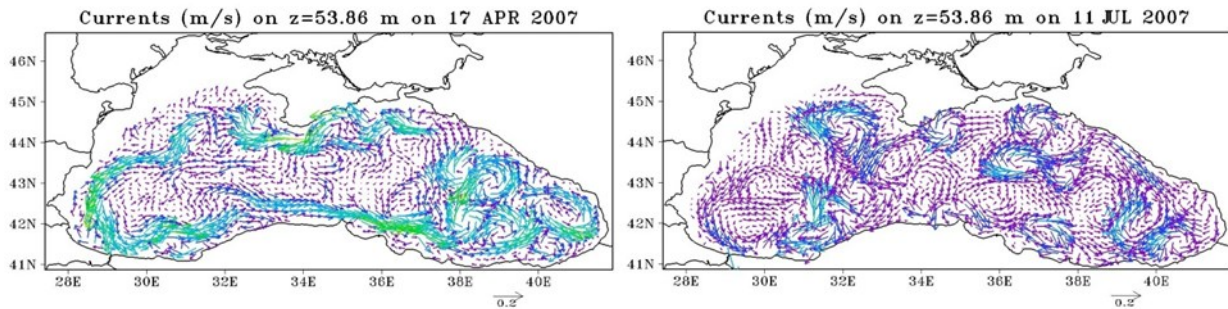 Currents (m/s) on z=53.86 m on 17 APR 2007
46N
45N
44N
43N
42N
41N
28E 30E 32E 34E 36E 38E 40E
0.2
Currents (m/s) on z=53.86 m on 11 JUL 2007
46N
45N
44N
43N
42N
41N
28E 30E 32E 34E 36E 38E 40E
0.2